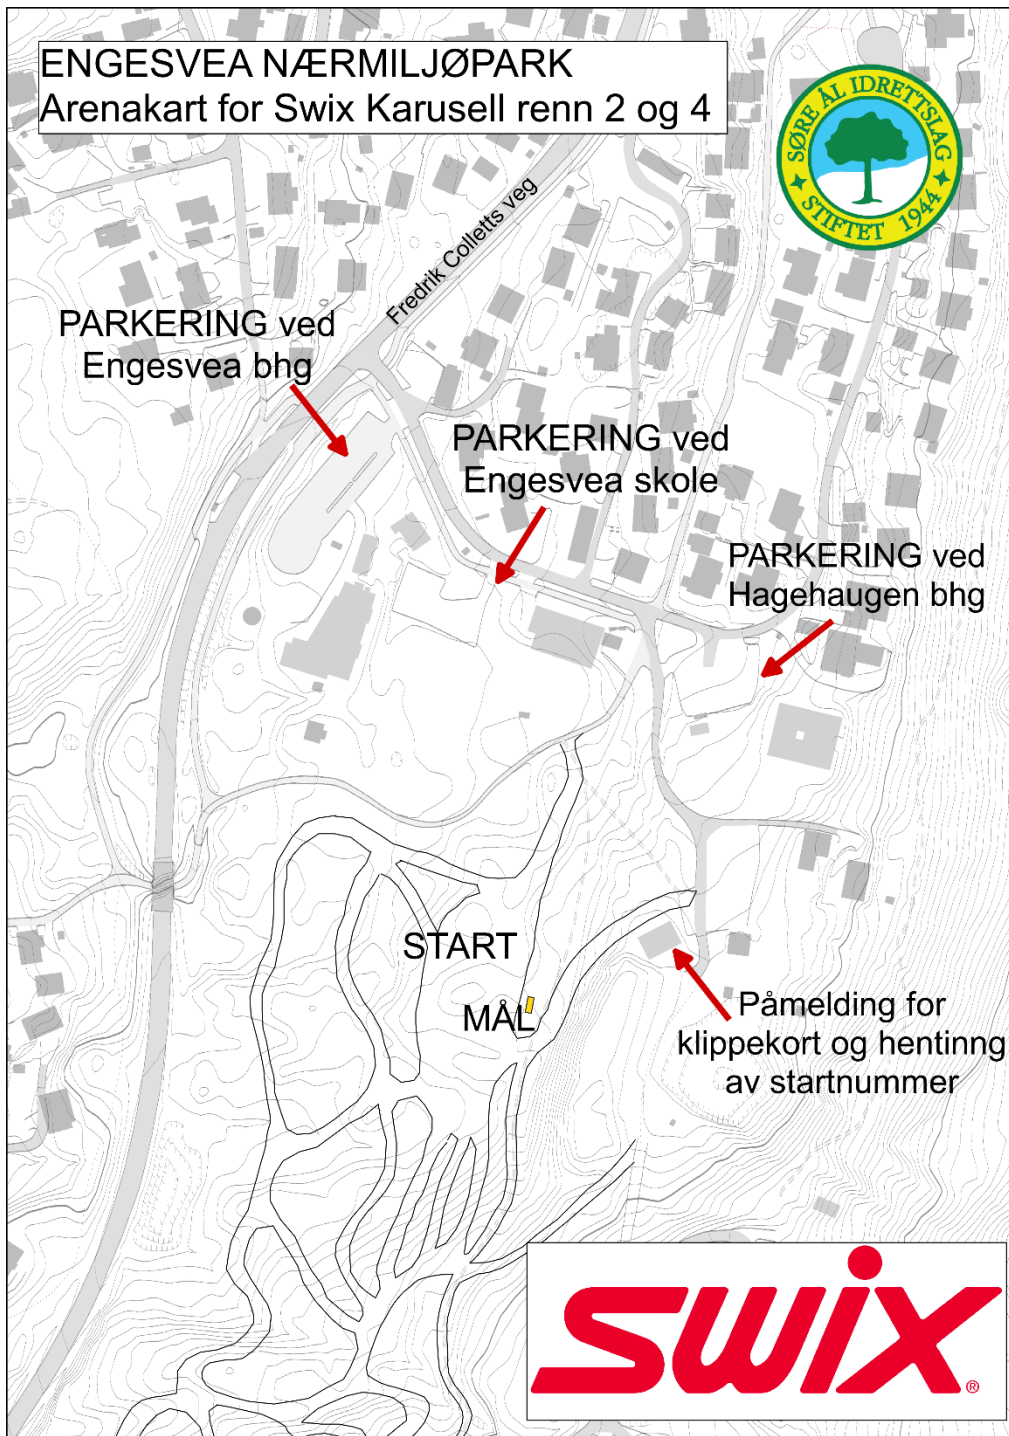 ENGESVEA NÆRMILJØPARK
Arenakart for Swix Karusell renn 2 og 4
SØRE ÅL IDRETTSLAG
STIFTET 1944
Fredrik Colletts veg
PARKERING ved
Engesvea bhg
PARKERING ved
Engesvea skole
PARKERING ved
Hagehaugen bhg
START
MÅL
Påmelding for
klippekort og hentinng
av startnummer
SWIX
®